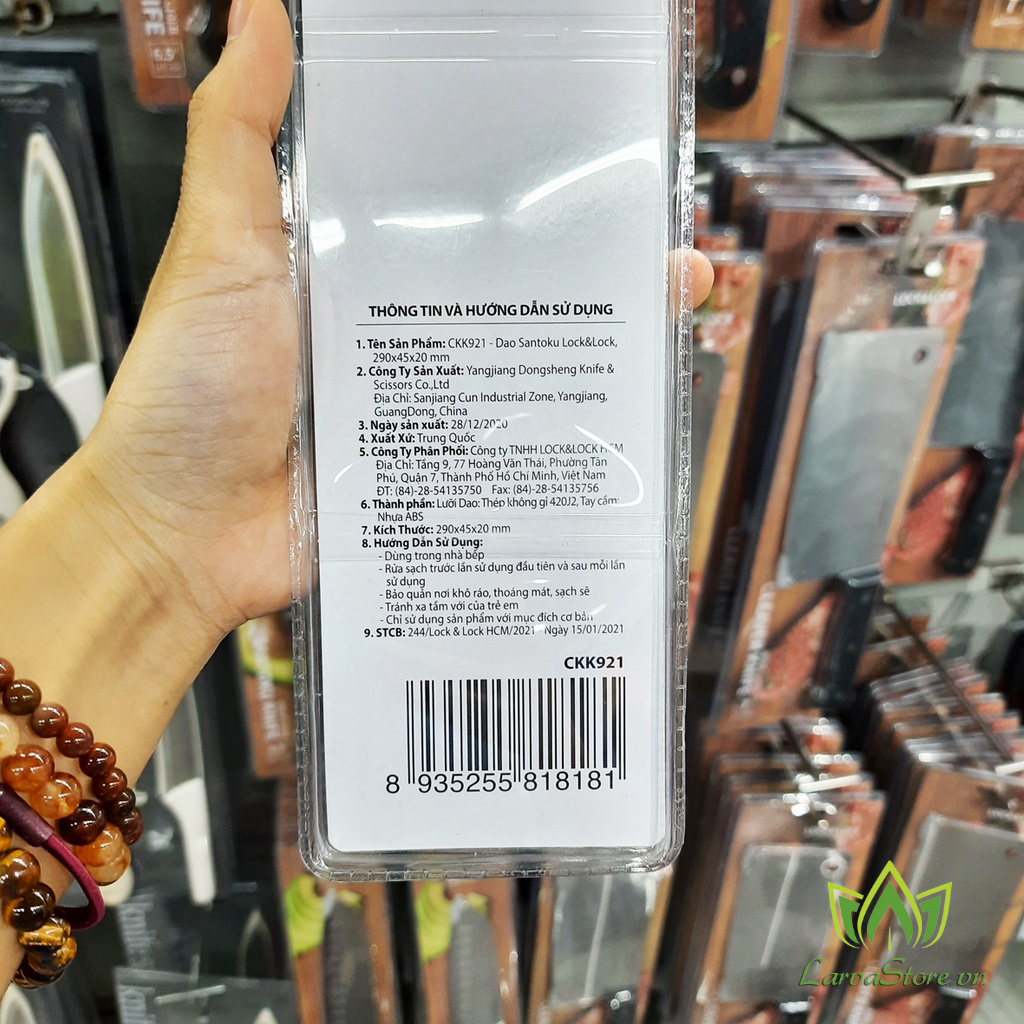 THÔNG TIN VÀ HƯỚNG DẪN SỬ DỤNG
1. Tên Sản Phẩm: CKK921 - Dao Santoku Lock&Lock,
290x45x20 mm
2. Công Ty Sản Xuất: Yangjiang Dongsheng Knife &
Scissors Co.,Ltd
Địa Chỉ: Sanjiang Cun Industrial Zone, Yangjiang,
GuangDong, China
3. Ngày sản xuất: 28/12/2020
4. Xuất Xứ: Trung Quốc
5. Công Ty Phân Phối: Công ty TNHH LOCK&LOCK HCM
Địa Chỉ: Tầng 9, 77 Hoàng Văn Thái, Phường Tân
Phú, Quận 7, Thành Phố Hồ Chí Minh, Việt Nam
ĐT: (84)-28-54135750 Fax: (84)-28-54135756
6. Thành phần: Lưỡi Dao: Thép không gỉ 420J2, Tay cầm:
Nhựa ABS
7. Kích Thước: 290x45x20 mm
8. Hướng Dẫn Sử Dụng:
- Dùng trong nhà bếp
- Rửa sạch trước lần sử dụng đầu tiên và sau mỗi lần
sử dụng
- Bảo quản nơi khô ráo, thoáng mát, sạch sẽ
- Tránh xa tầm với của trẻ em
- Chỉ sử dụng sản phẩm với mục đích cơ bản
9. STCB: 244/Lock & Lock HCM/2021 Ngày 15/01/2021
CKK921
8 935255 818181
LarvaStore.vn